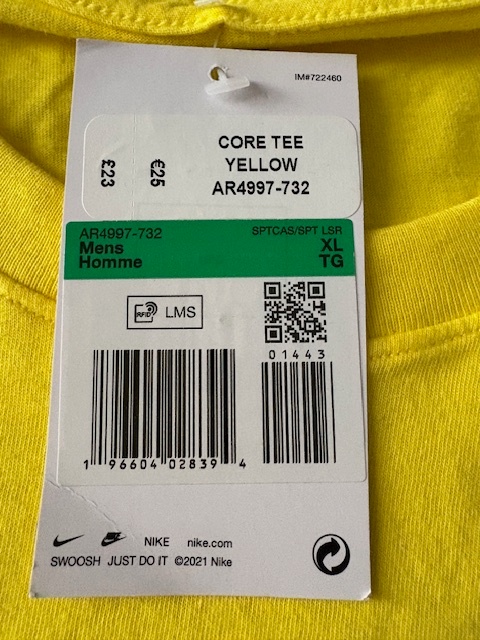 IM#722460
CORE TEE
YELLOW
AR4997-732
£23
€25
AR4997-732 SPTCAS/SPT LSR
Mens XL
Homme TG
RFID LMS
01443
1 96604 02839 4
NIKE nike.com
SWOOSH JUST DO IT ©2021 Nike